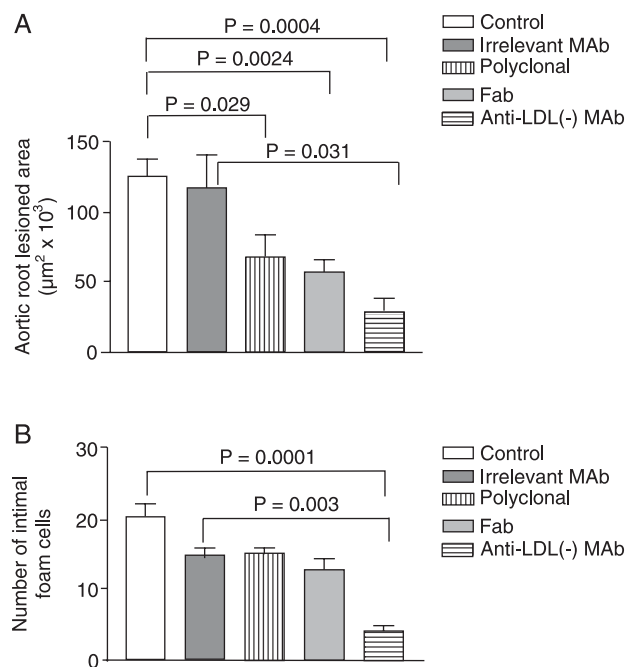 A
P = 0.0004
P = 0.0024
P = 0.029
P = 0.031
150
100
50
0
Aortic root lesioned area
(µm² x 10³)
Control
Irrelevant MAb
Polyclonal
Fab
Anti-LDL(-) MAb
B
P = 0.0001
P = 0.003
30
20
10
0
Number of intimal
foam cells
Control
Irrelevant MAb
Polyclonal
Fab
Anti-LDL(-) MAb